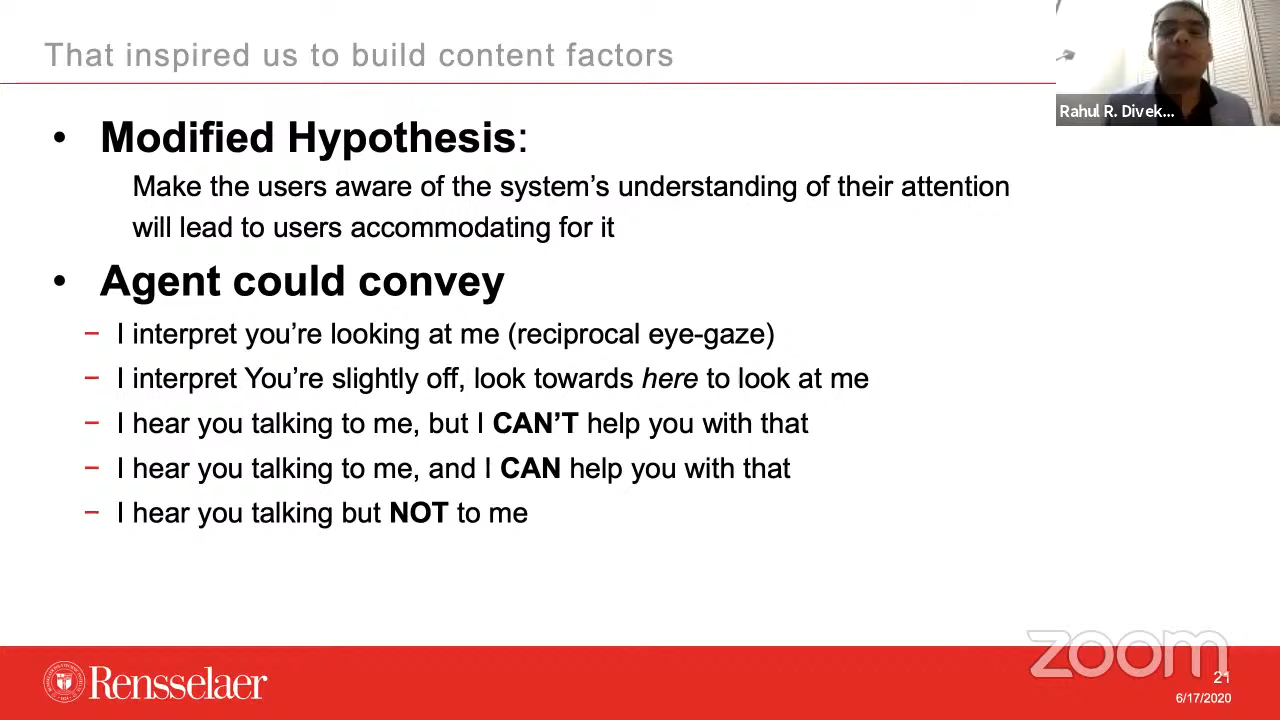 That inspired us to build content factors
Rahul R. Divek...
• Modified Hypothesis:
Make the users aware of the system’s understanding of their attention
will lead to users accommodating for it
• Agent could convey
− I interpret you’re looking at me (reciprocal eye-gaze)
− I interpret You’re slightly off, look towards here to look at me
− I hear you talking to me, but I CAN’T help you with that
− I hear you talking to me, and I CAN help you with that
− I hear you talking but NOT to me
Rensselaer
zoom
21
6/17/2020